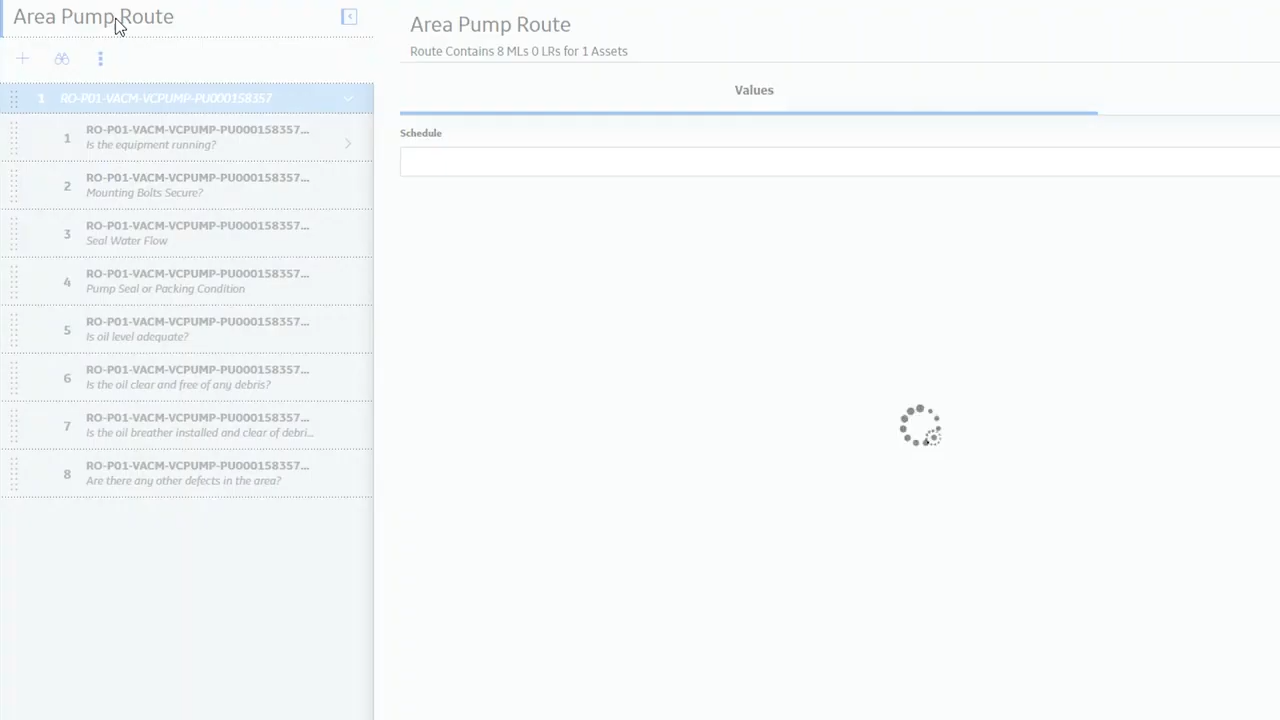 Area Pump Route
1 RO-P01-VACM-VCPUMP-PU000158357
1 RO-P01-VACM-VCPUMP-PU000158357...
Is the equipment running?
2 RO-P01-VACM-VCPUMP-PU000158357...
Mounting Bolts Secure?
3 RO-P01-VACM-VCPUMP-PU000158357...
Seal Water Flow
4 RO-P01-VACM-VCPUMP-PU000158357...
Pump Seal or Packing Condition
5 RO-P01-VACM-VCPUMP-PU000158357...
Is oil level adequate?
6 RO-P01-VACM-VCPUMP-PU000158357...
Is the oil clear and free of any debris?
7 RO-P01-VACM-VCPUMP-PU000158357...
Is the oil breather installed and clear of debri...
8 RO-P01-VACM-VCPUMP-PU000158357...
Are there any other defects in the area?
Area Pump Route
Route Contains 8 MLs 0 LRs for 1 Assets
Values
Schedule